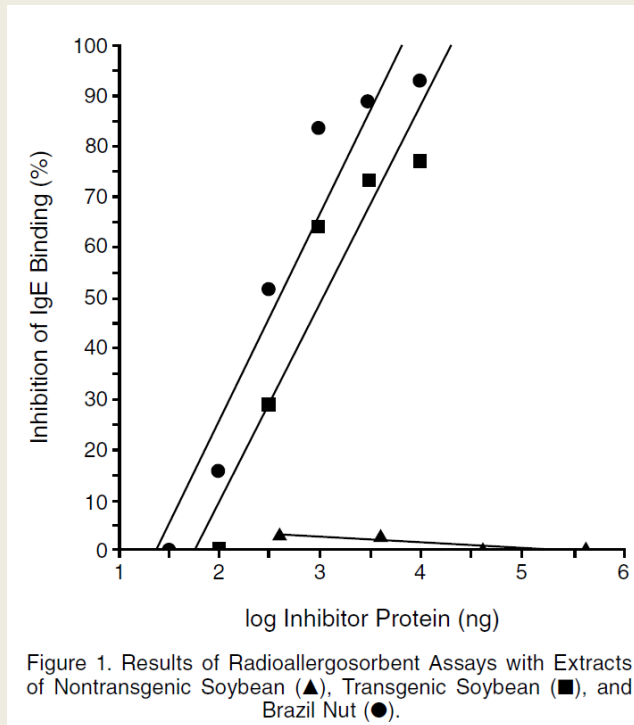 100
90
80
70
60
50
40
30
20
10
0
Inhibition of IgE Binding (%)
1 2 3 4 5 6
log Inhibitor Protein (ng)
Figure 1. Results of Radioallergosorbent Assays with Extracts
of Nontransgenic Soybean (▲), Transgenic Soybean (■), and
Brazil Nut (●).